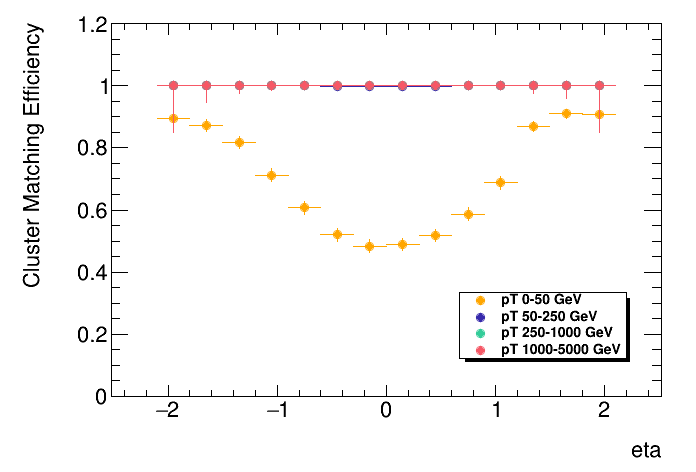 Cluster Matching Efficiency
1.2
1
0.8
0.6
0.4
0.2
0
−2
−1
0
1
2
eta
pT 0-50 GeV
pT 50-250 GeV
pT 250-1000 GeV
pT 1000-5000 GeV